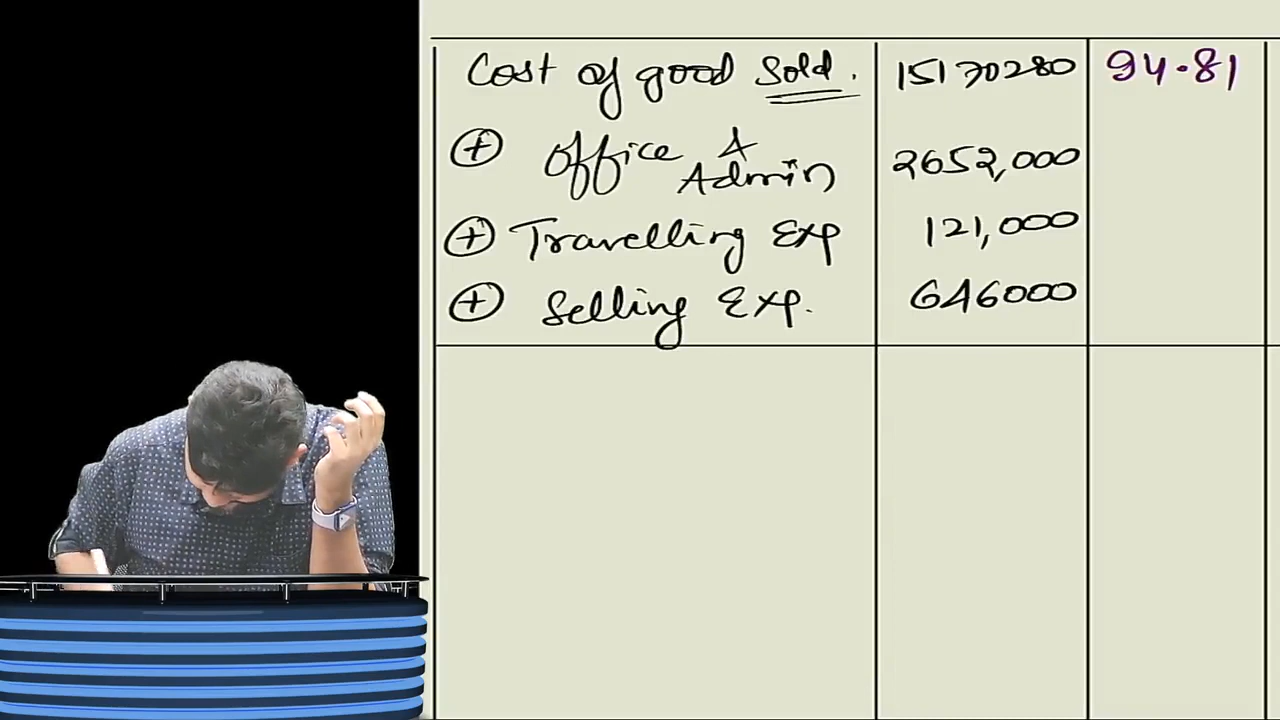 Cost of good Sold. 15170280 94.81
+ Office & Admin 2652,000
+ Travelling Exp 121,000
+ Selling Exp. 646000